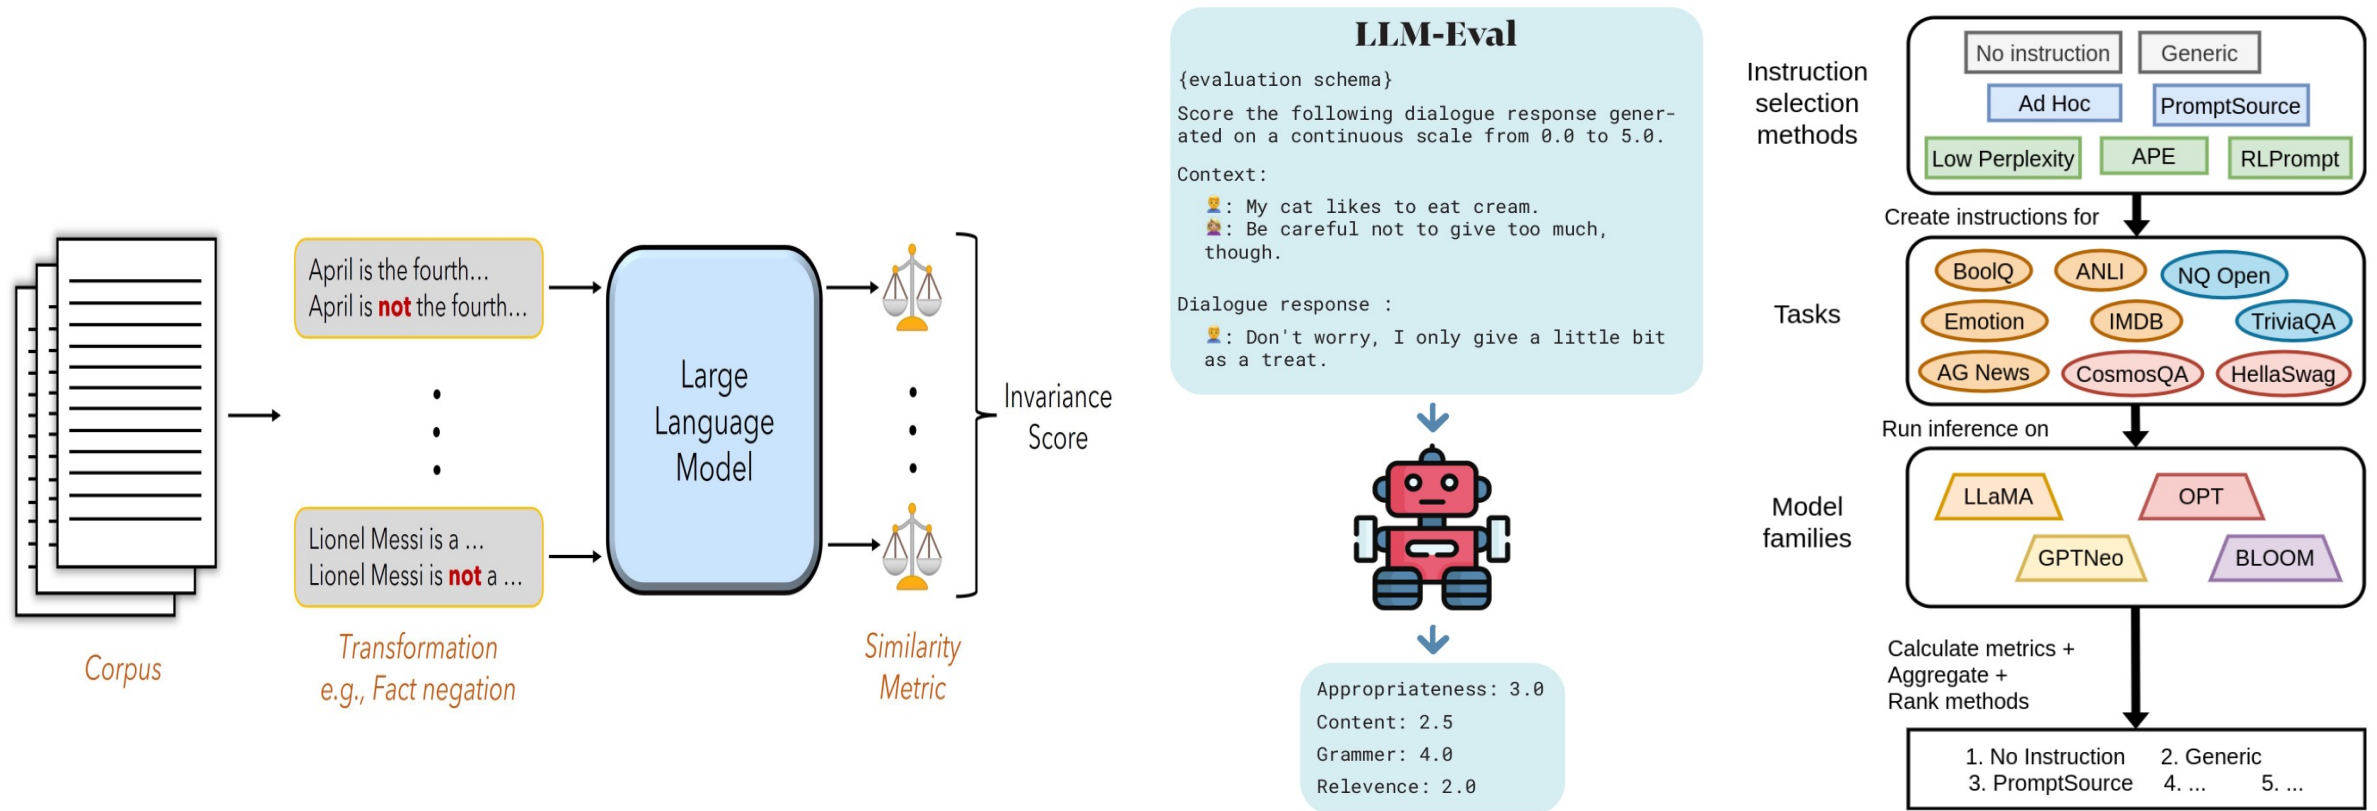 April is the fourth...
April is not the fourth...
Lionel Messi is a ...
Lionel Messi is not a ...
Corpus
Transformation
e.g., Fact negation
Large
Language
Model
Similarity
Metric
Invariance
Score
LLM-Eval
{evaluation schema}
Score the following dialogue response gener-
ated on a continuous scale from 0.0 to 5.0.
Context:
: My cat likes to eat cream.
: Be careful not to give too much,
though.
Dialogue response :
: Don't worry, I only give a little bit
as a treat.
Appropriateness: 3.0
Content: 2.5
Grammer: 4.0
Relevence: 2.0
Instruction
selection
methods
No instruction
Generic
Ad Hoc
PromptSource
Low Perplexity
APE
RLPrompt
Create instructions for
Tasks
BoolQ
ANLI
NQ Open
Emotion
IMDB
TriviaQA
AG News
CosmosQA
HellaSwag
Run inference on
Model
families
LLaMA
OPT
GPTNeo
BLOOM
Calculate metrics +
Aggregate +
Rank methods
1. No Instruction 2. Generic
3. PromptSource 4. ... 5. ...